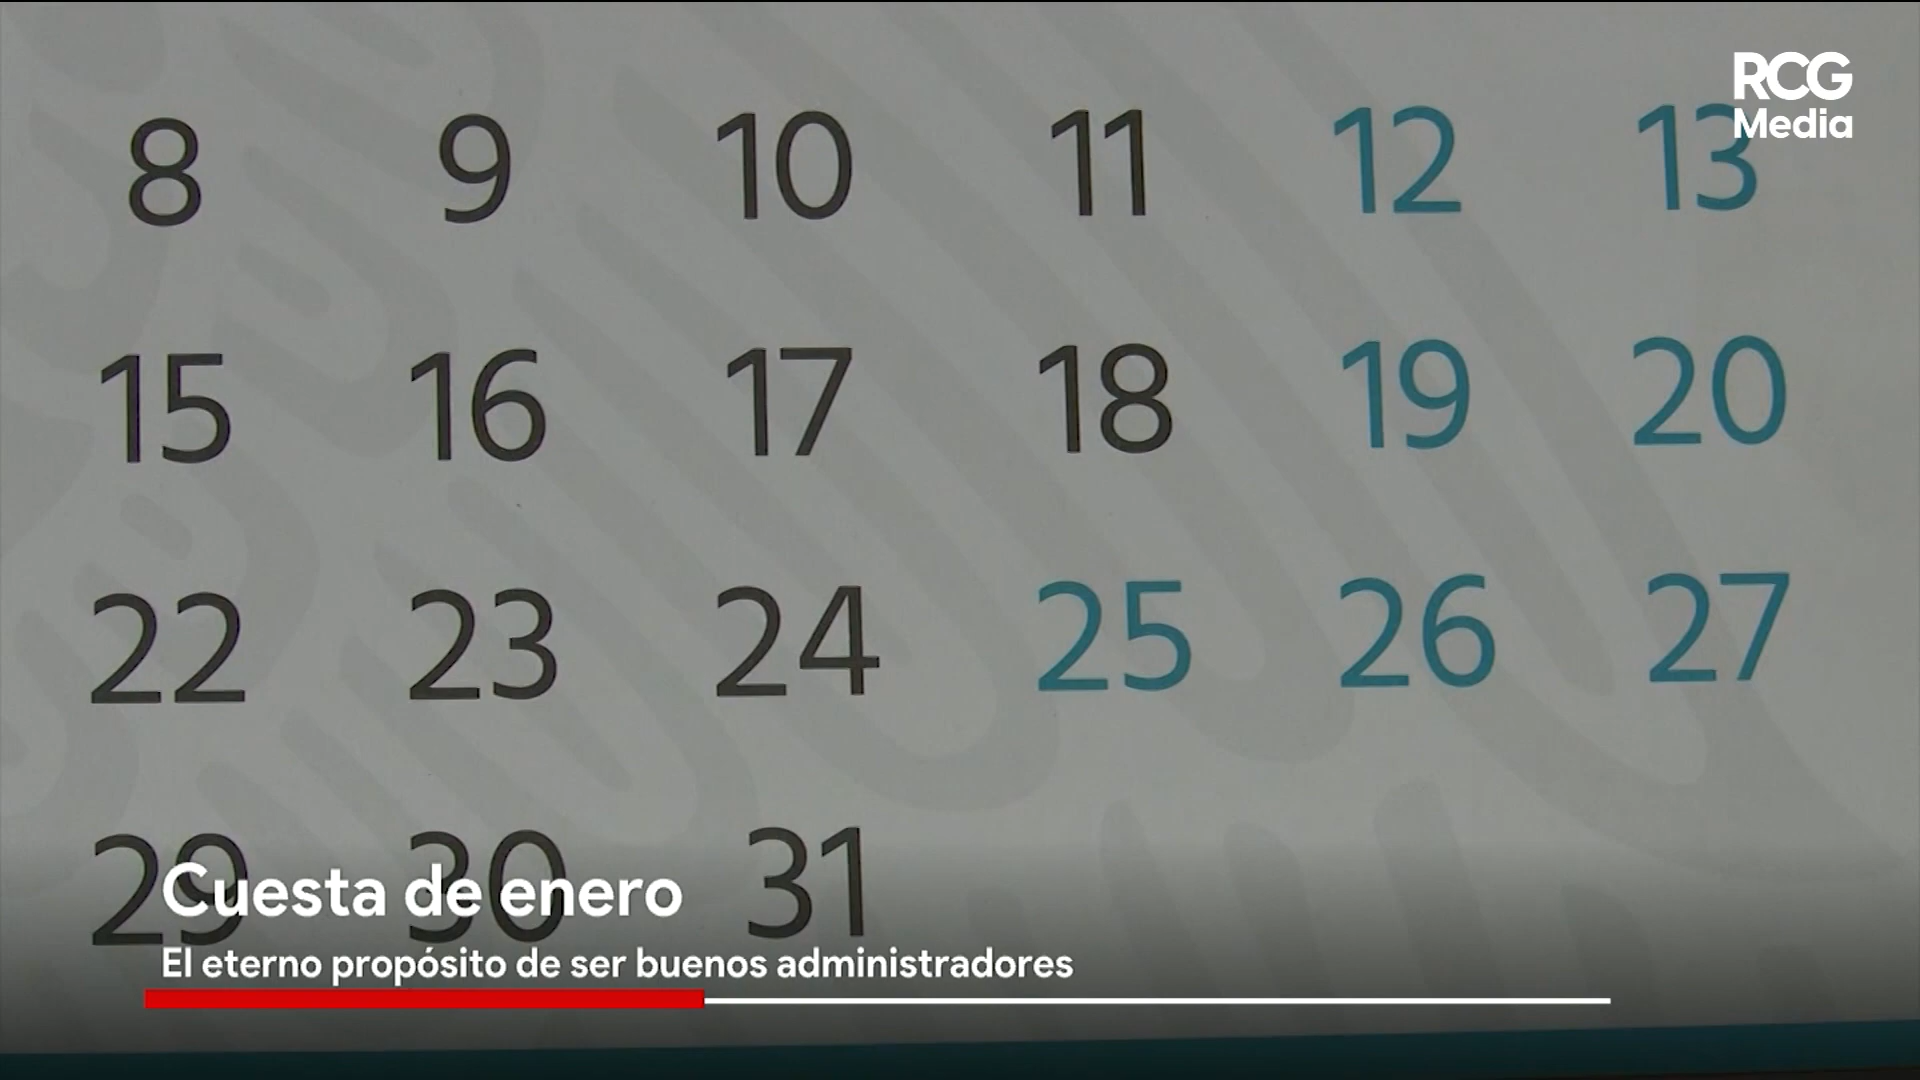 RCG
Media
8 9 10 11 12 13
15 16 17 18 19 20
22 23 24 25 26 27
29 30 31
Cuesta de enero
El eterno propósito de ser buenos administradores